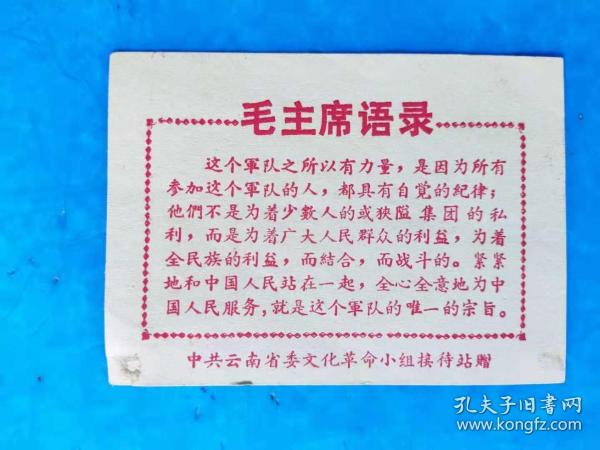 毛主席语录
这个軍队之所以有力量，是因为所有
参加这个軍队的人，都具有自觉的紀律；
他們不是为着少数人的或狹隘集团的私
利，而是为着广大人民群众的利益，为着
全民族的利益，而結合，而战斗的。紧紧
地和中国人民站在一起，全心全意地为中
国人民服务，就是这个軍队的唯一的宗旨。
中共云南省委文化革命小组接待站赠
孔夫子旧书网
www.kongfz.com